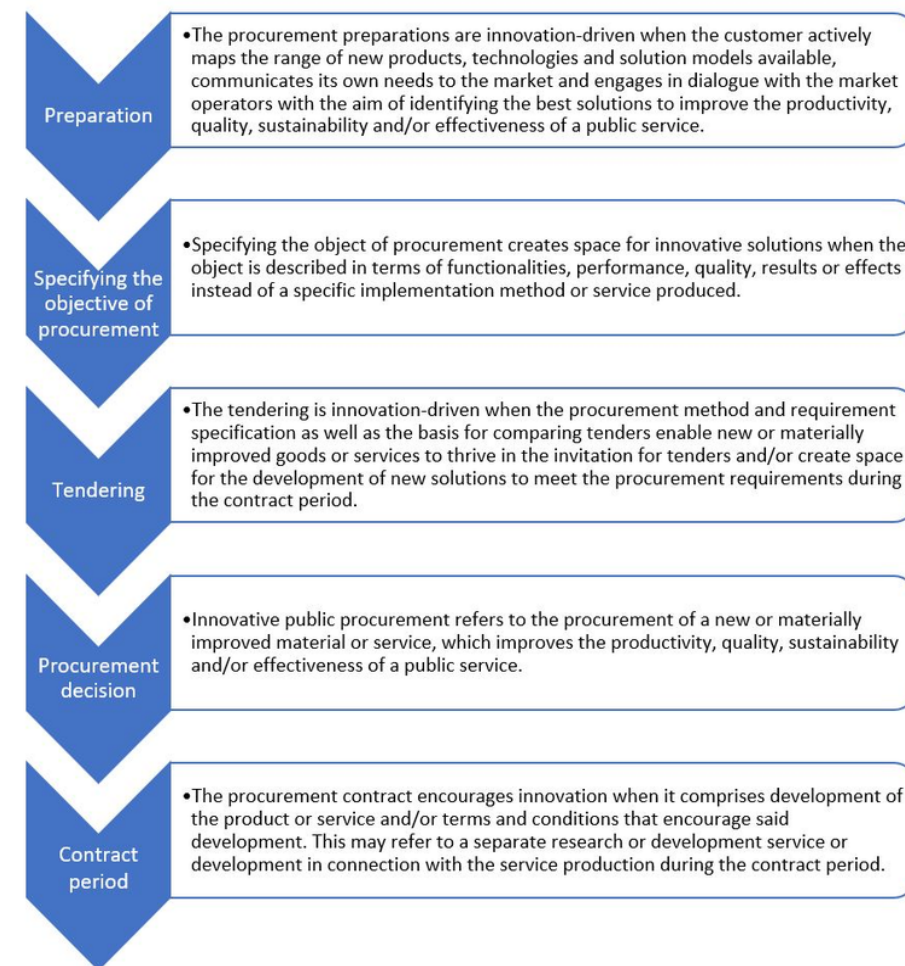 •The procurement preparations are innovation-driven when the customer actively
maps the range of new products, technologies and solution models available,
communicates its own needs to the market and engages in dialogue with the market
operators with the aim of identifying the best solutions to improve the productivity,
quality, sustainability and/or effectiveness of a public service.
Preparation
•Specifying the object of procurement creates space for innovative solutions when the
object is described in terms of functionalities, performance, quality, results or effects
instead of a specific implementation method or service produced.
Specifying the
objective of
procurement
•The tendering is innovation-driven when the procurement method and requirement
specification as well as the basis for comparing tenders enable new or materially
improved goods or services to thrive in the invitation for tenders and/or create space
for the development of new solutions to meet the procurement requirements during
the contract period.
Tendering
•Innovative public procurement refers to the procurement of a new or materially
improved material or service, which improves the productivity, quality, sustainability
and/or effectiveness of a public service.
Procurement
decision
•The procurement contract encourages innovation when it comprises development of
the product or service and/or terms and conditions that encourage said
development. This may refer to a separate research or development service or
development in connection with the service production during the contract period.
Contract
period